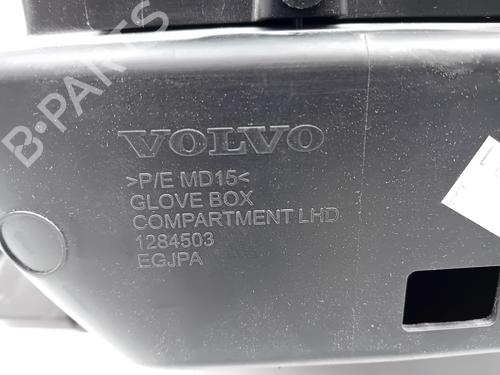 B-PARTS
VOLVO
>P/E MD15<
GLOVE BOX
COMPARTMENT LHD
1284503
EGJPA